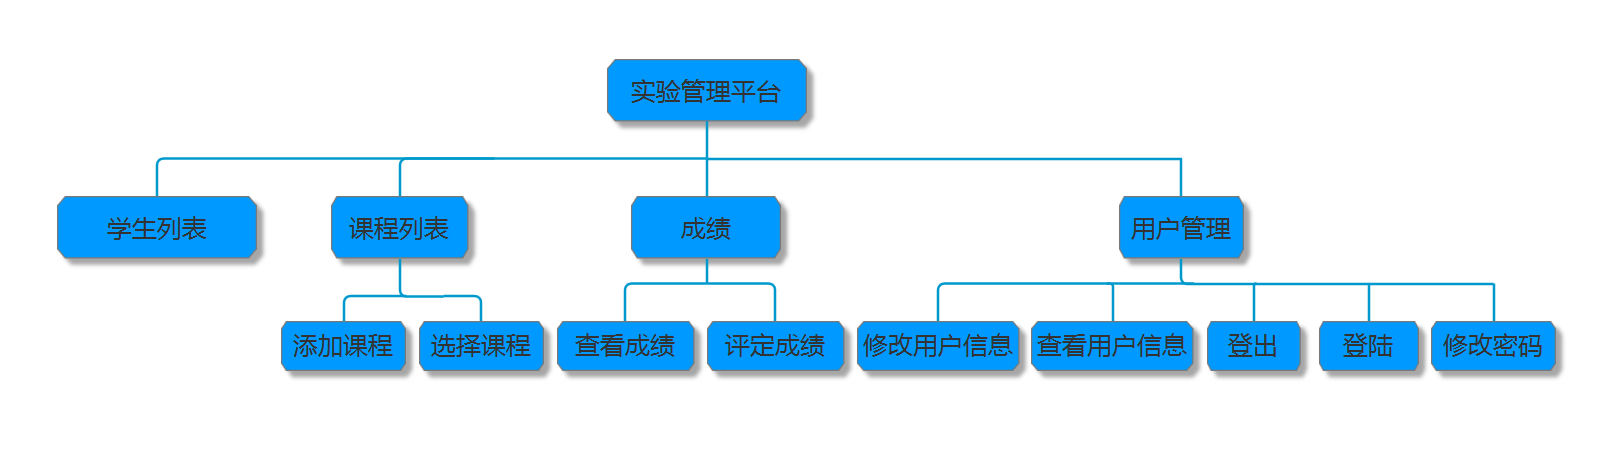 实验管理平台
学生列表
课程列表
成绩
用户管理
添加课程
选择课程
查看成绩
评定成绩
修改用户信息
查看用户信息
登出
登陆
修改密码